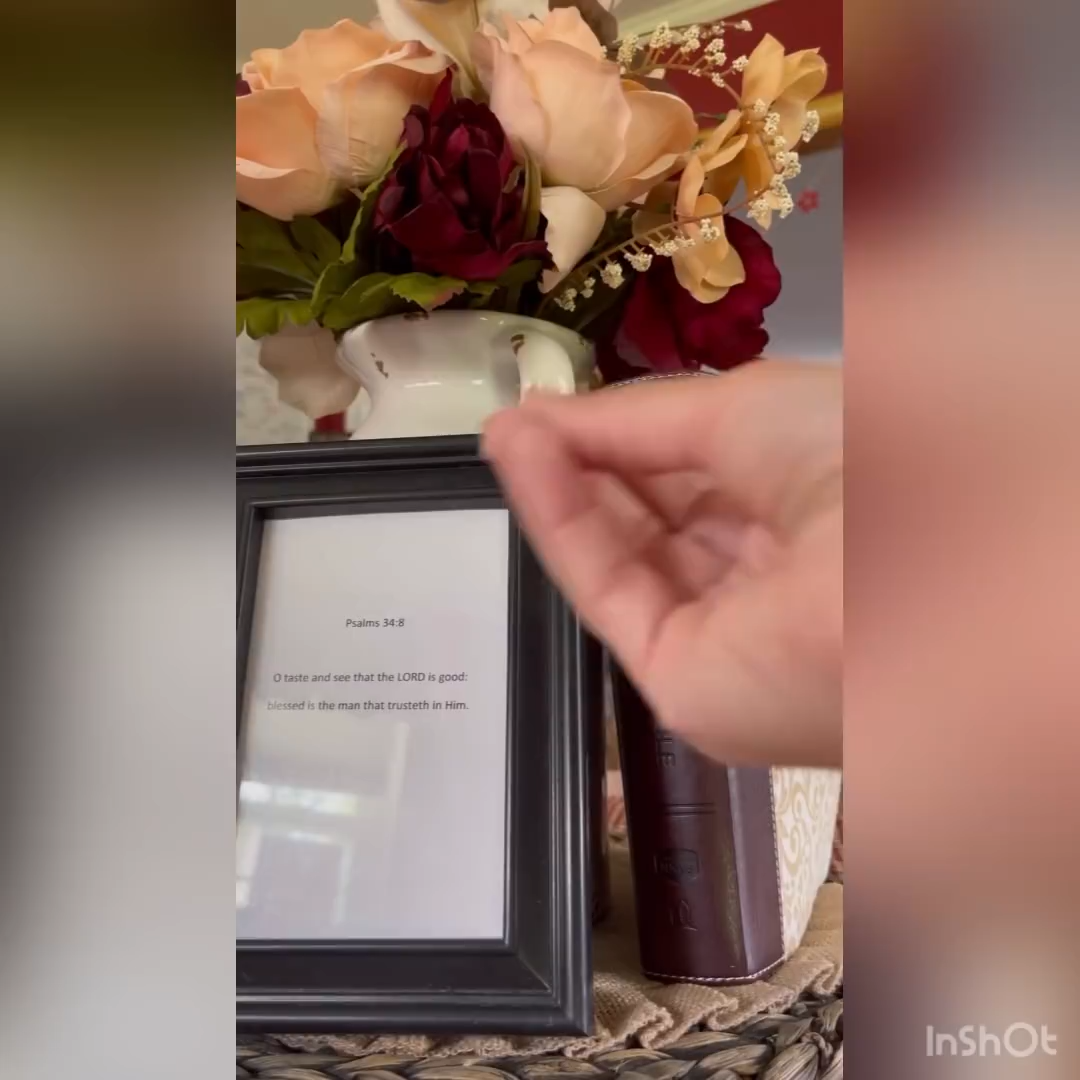 Psalms 34:8
O taste and see that the LORD is good:
blessed is the man that trusteth in Him.
InShOt